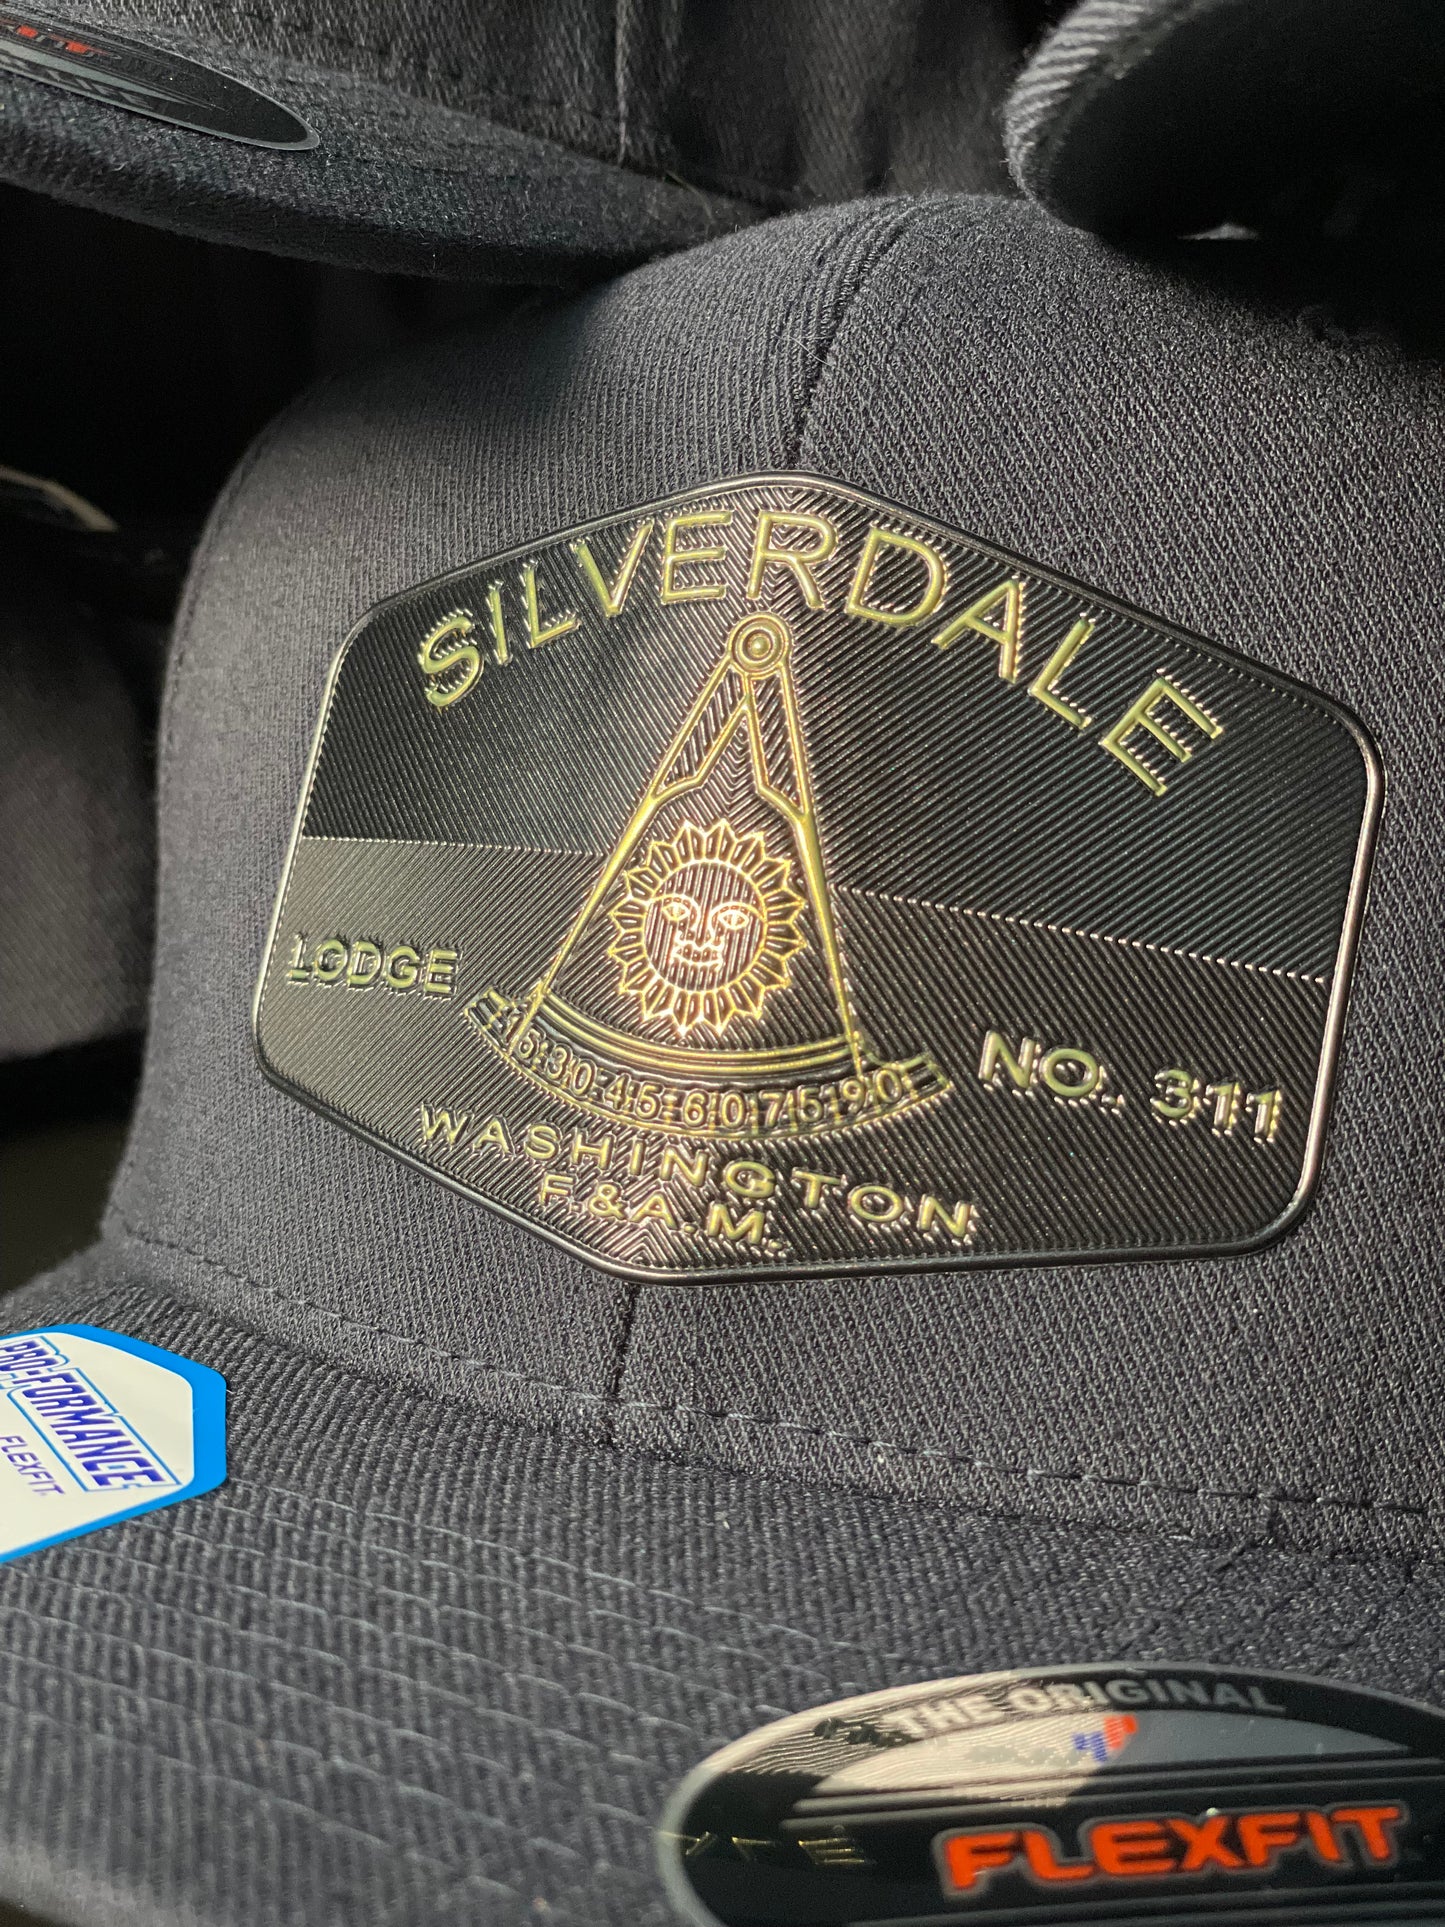 SILVERDALE
LODGE
NO. 311
15 30 45 60 75 90
WASHINGTON
F.&A.M.
PRO-FORMANCE
FLEXFIT
THE ORIGINAL
FLEXFIT